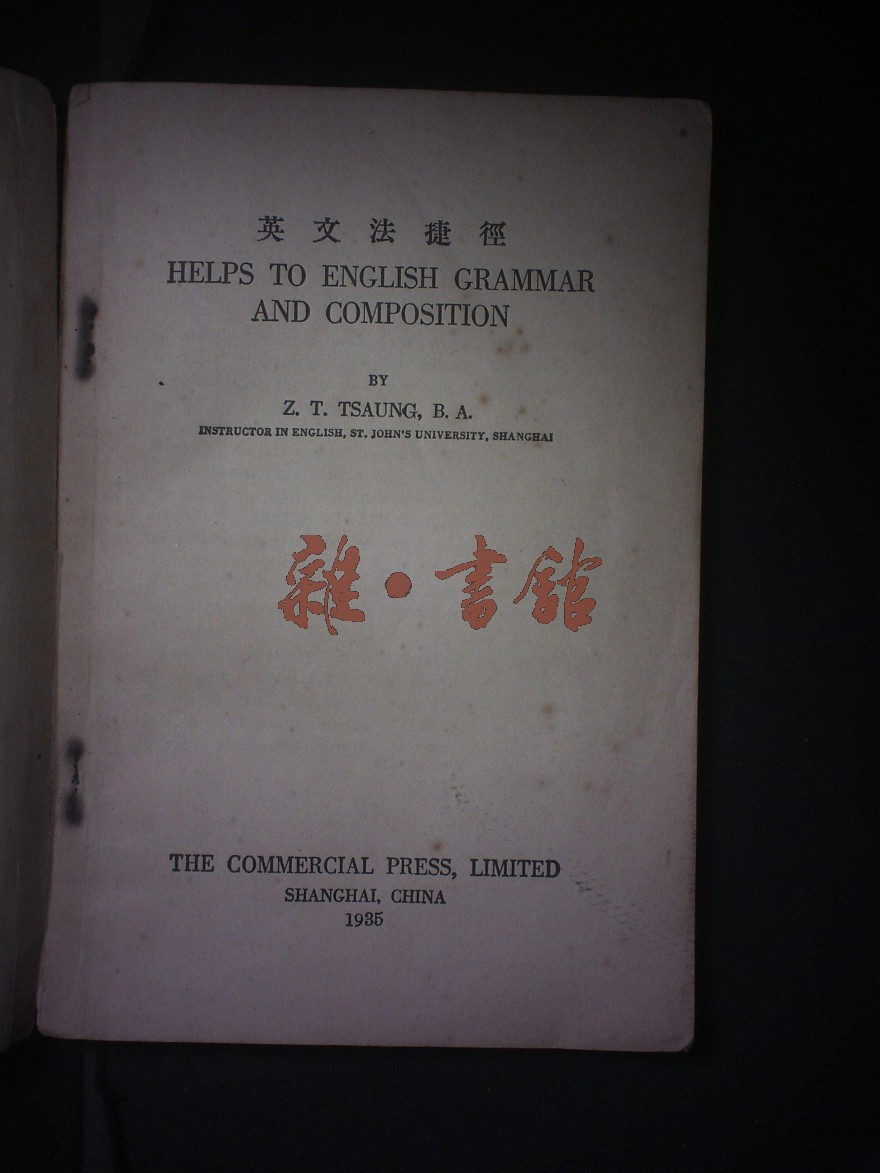 英文法捷徑
HELPS TO ENGLISH GRAMMAR
AND COMPOSITION
BY
Z. T. TSAUNG, B. A.
INSTRUCTOR IN ENGLISH, ST. JOHN'S UNIVERSITY, SHANGHAI
雜•書館
THE COMMERCIAL PRESS, LIMITED
SHANGHAI, CHINA
1935